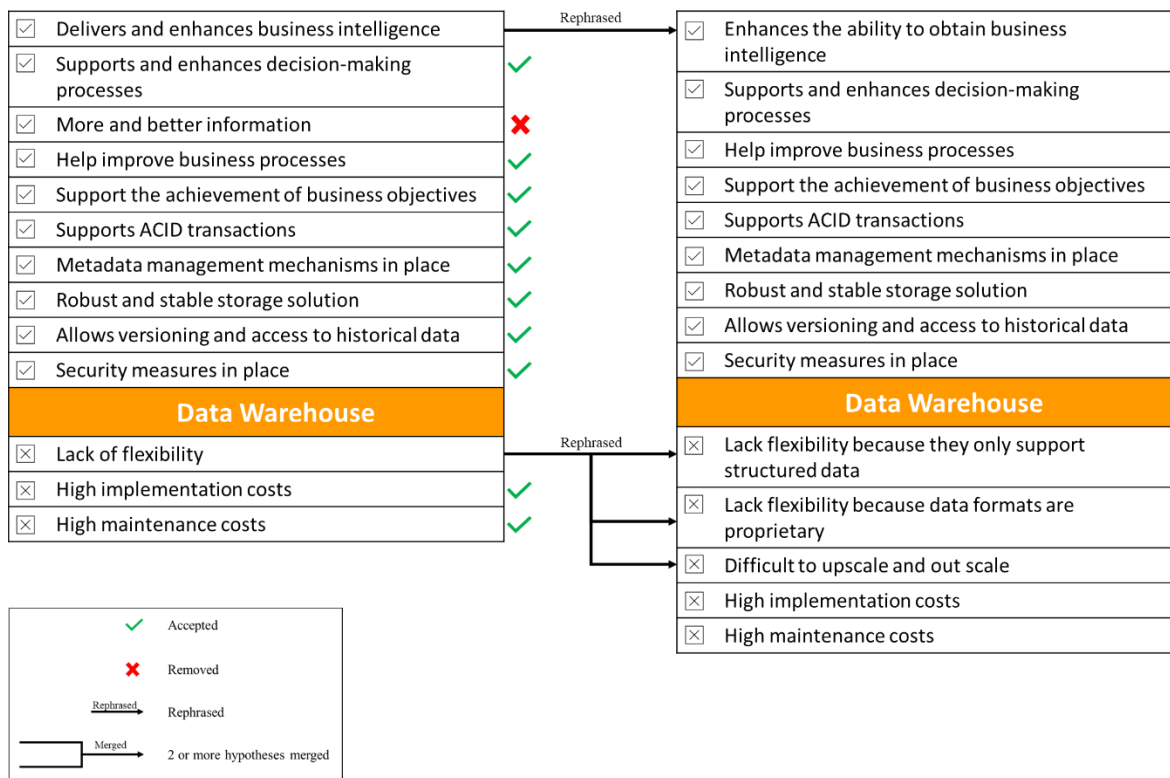 Delivers and enhances business intelligence
Supports and enhances decision-making
processes
More and better information
Help improve business processes
Support the achievement of business objectives
Supports ACID transactions
Metadata management mechanisms in place
Robust and stable storage solution
Allows versioning and access to historical data
Security measures in place
Data Warehouse
Lack of flexibility
High implementation costs
High maintenance costs
Rephrased
Rephrased
Enhances the ability to obtain business
intelligence
Supports and enhances decision-making
processes
Help improve business processes
Support the achievement of business objectives
Supports ACID transactions
Metadata management mechanisms in place
Robust and stable storage solution
Allows versioning and access to historical data
Security measures in place
Data Warehouse
Lack flexibility because they only support
structured data
Lack flexibility because data formats are
proprietary
Difficult to upscale and out scale
High implementation costs
High maintenance costs
Accepted
Removed
Rephrased Rephrased
Merged 2 or more hypotheses merged